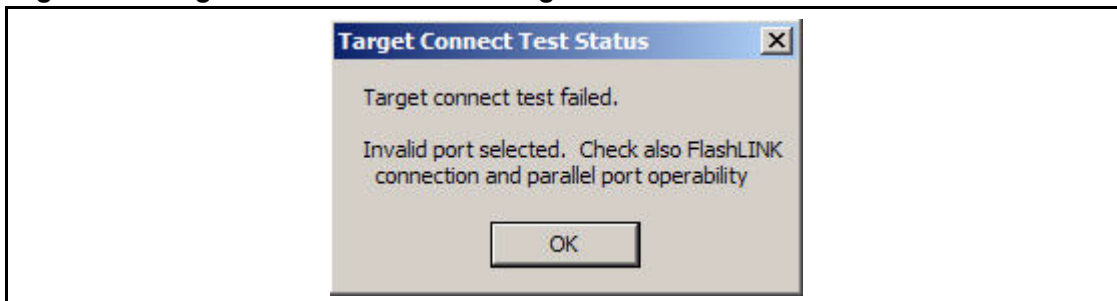 Target Connect Test Status
Target connect test failed.
Invalid port selected. Check also FlashLINK
connection and parallel port operability
OK